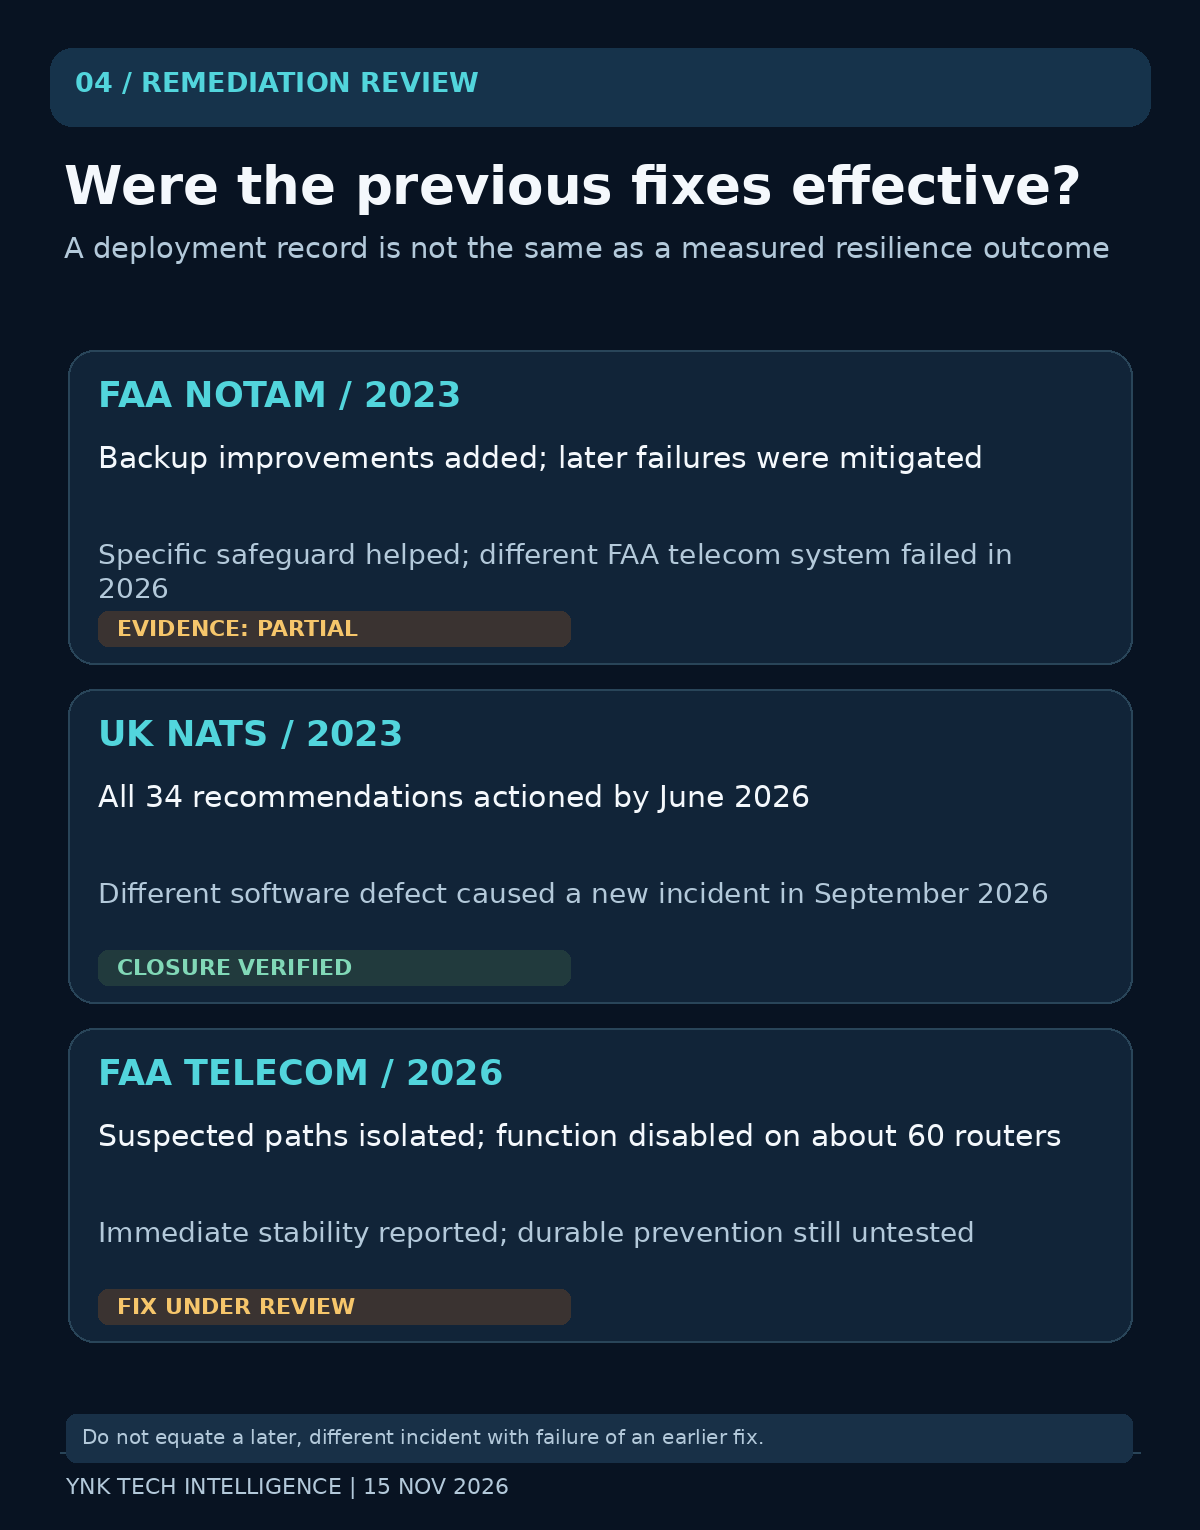 04 / REMEDIATION REVIEW
Were the previous fixes effective?
A deployment record is not the same as a measured resilience outcome
FAA NOTAM / 2023
Backup improvements added; later failures were mitigated
Specific safeguard helped; different FAA telecom system failed in
2026
EVIDENCE: PARTIAL
UK NATS / 2023
All 34 recommendations actioned by June 2026
Different software defect caused a new incident in September 2026
CLOSURE VERIFIED
FAA TELECOM / 2026
Suspected paths isolated; function disabled on about 60 routers
Immediate stability reported; durable prevention still untested
FIX UNDER REVIEW
Do not equate a later, different incident with failure of an earlier fix.
YNK TECH INTELLIGENCE | 15 NOV 2026